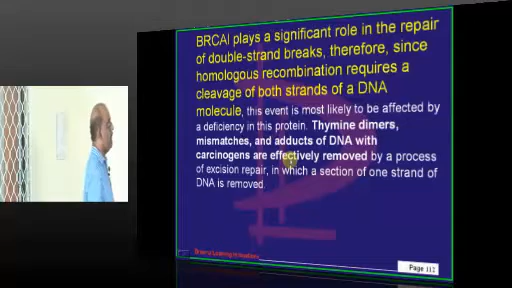 BRCAI plays a significant role in the repair
of double-strand breaks, therefore, since
homologous recombination requires a
cleavage of both strands of a DNA
molecule, this event is most likely to be affected by
a deficiency in this protein. Thymine dimers,
mismatches, and adducts of DNA with
carcinogens are effectively removed by a process
of excision repair, in which a section of one strand of
DNA is removed.
Page 112